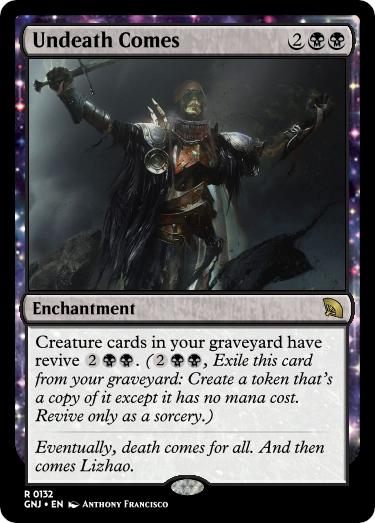 Undeath Comes 2
Enchantment
Creature cards in your graveyard have
revive 2. (2, Exile this card
from your graveyard: Create a token that's
a copy of it except it has no mana cost.
Revive only as a sorcery.)
Eventually, death comes for all. And then
comes Lizhao.
R 0132
GNJ • EN Anthony Francisco